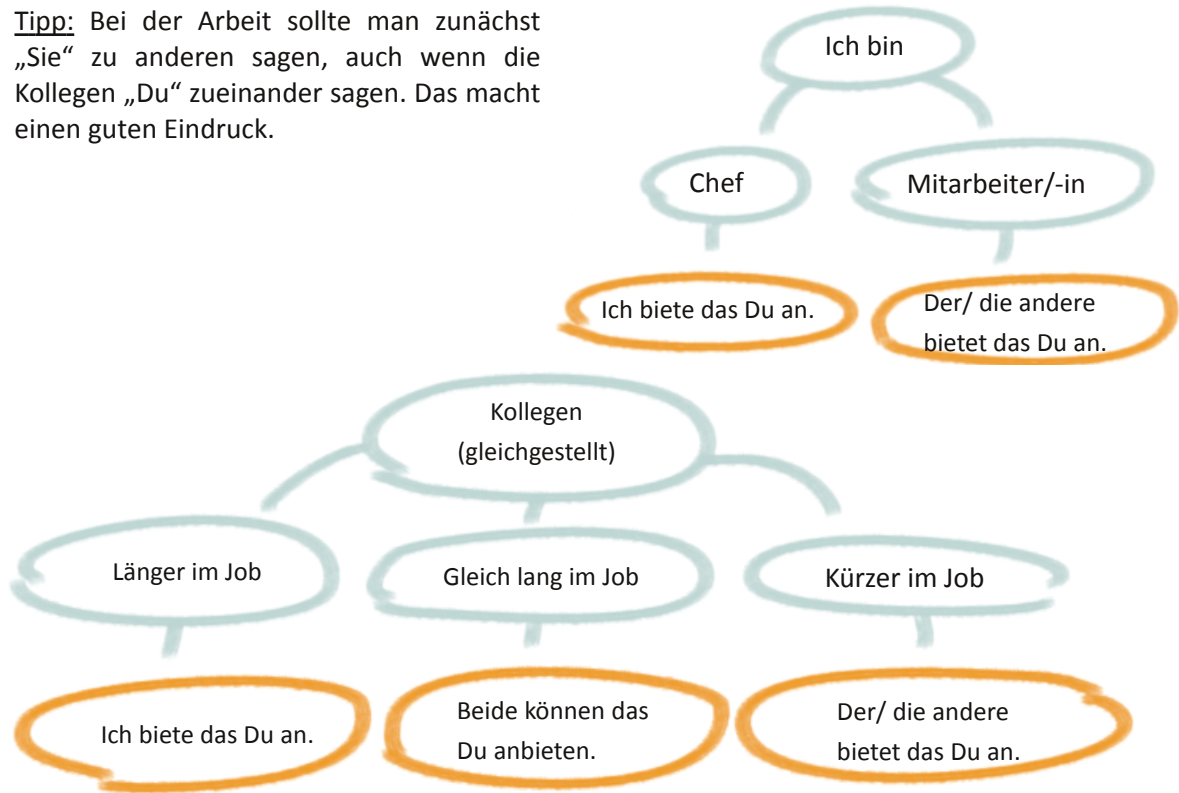 Tipp: Bei der Arbeit sollte man zunächst
„Sie“ zu anderen sagen, auch wenn die
Kollegen „Du“ zueinander sagen. Das macht
einen guten Eindruck.
Ich bin
Chef
Mitarbeiter/-in
Ich biete das Du an.
Der/ die andere
bietet das Du an.
Kollegen
(gleichgestellt)
Länger im Job
Gleich lang im Job
Kürzer im Job
Ich biete das Du an.
Beide können das
Du anbieten.
Der/ die andere
bietet das Du an.